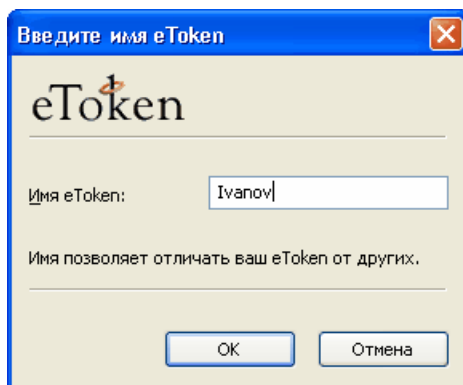 Введите имя eToken
eToken
Имя eToken: Ivanov
Имя позволяет отличать ваш eToken от других.
OK Отмена